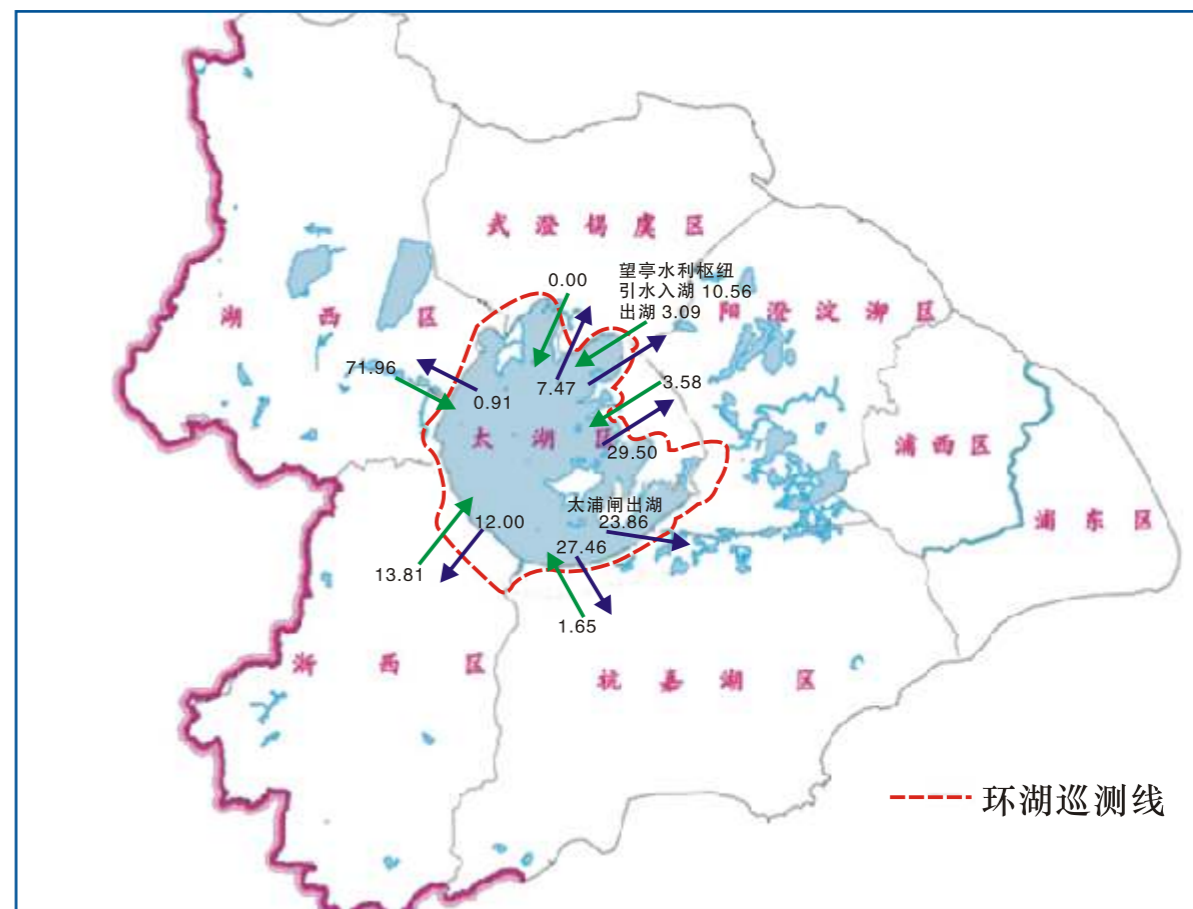 武澄锡虞区
望亭水利枢纽
引水入湖 10.56
出湖 3.09
0.00
阳澄淀泖区
湖西区
71.96
0.91
7.47
3.58
太湖区
29.50
浦西区
太浦闸出湖
23.86
12.00
浦东区
27.46
13.81
1.65
浙西区
杭嘉湖区
环湖巡测线